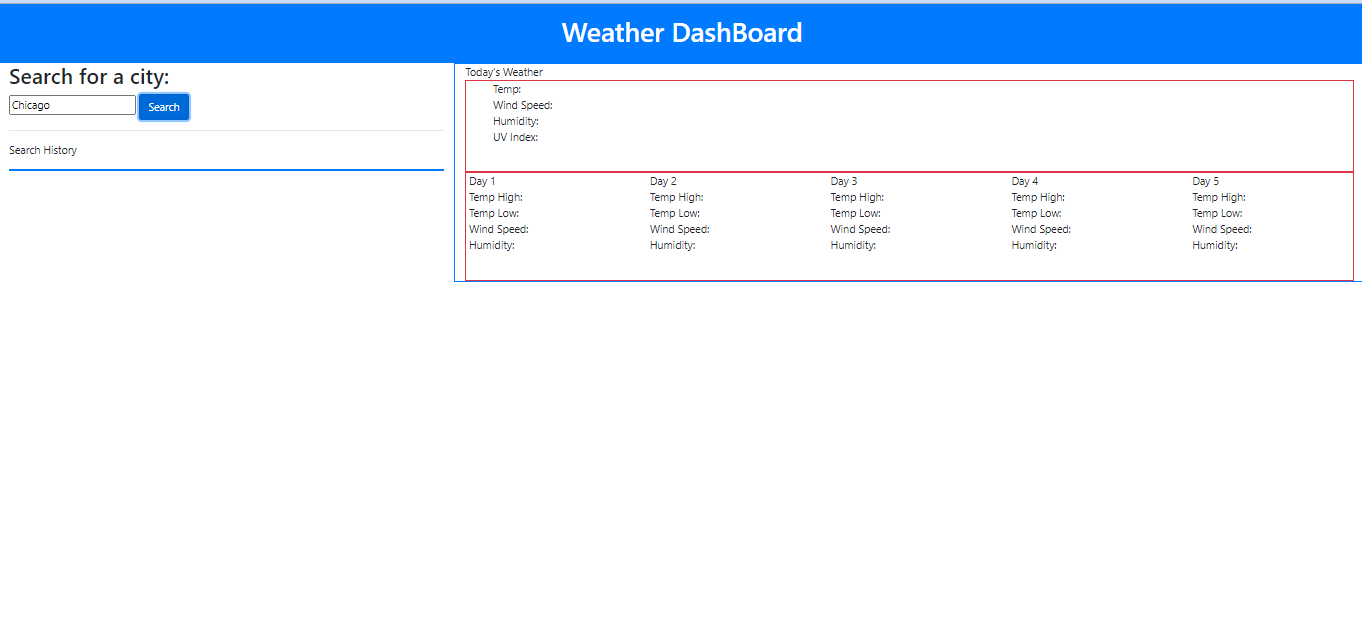 Weather DashBoard
Search for a city:
Chicago
Search
Search History
Today's Weather
Temp:
Wind Speed:
Humidity:
UV Index:
Day 1
Temp High:
Temp Low:
Wind Speed:
Humidity:
Day 2
Temp High:
Temp Low:
Wind Speed:
Humidity:
Day 3
Temp High:
Temp Low:
Wind Speed:
Humidity:
Day 4
Temp High:
Temp Low:
Wind Speed:
Humidity:
Day 5
Temp High:
Temp Low:
Wind Speed:
Humidity: